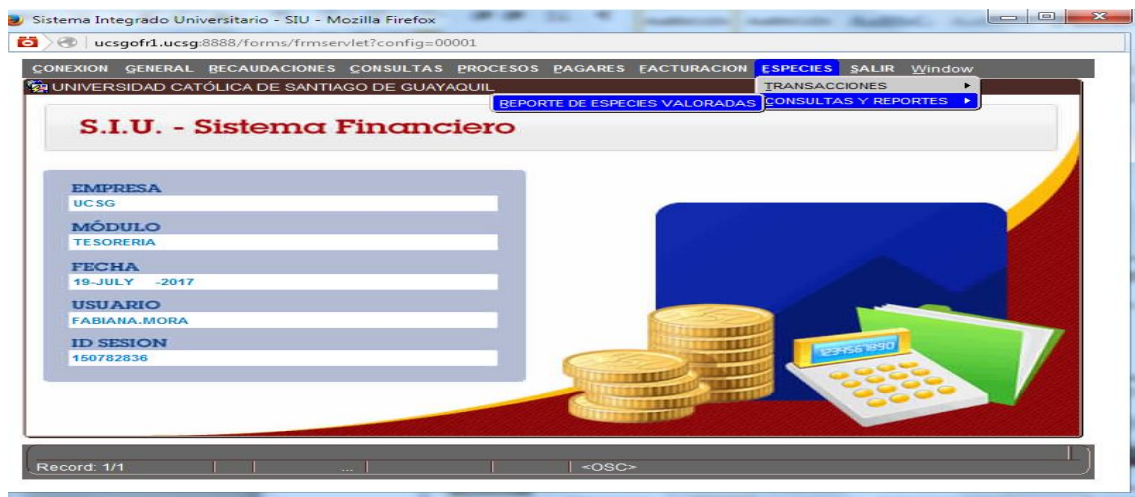 Sistema Integrado Universitario - SIU - Mozilla Firefox
ucsgofr1.ucsg:8888/forms/frmservlet?config=00001
CONEXION GENERAL RECAUDACIONES CONSULTAS PROCESOS PAGARES FACTURACION ESPECIES SALIR Window
UNIVERSIDAD CATÓLICA DE SANTIAGO DE GUAYAQUIL
TRANSACCIONES
REPORTE DE ESPECIES VALORADAS CONSULTAS Y REPORTES
S.I.U. - Sistema Financiero
EMPRESA
UCSG
MÓDULO
TESORERIA
FECHA
19-JULY -2017
USUARIO
FABIANA.MORA
ID SESION
150782836
1234567890
Record: 1/1 ... <OSC>